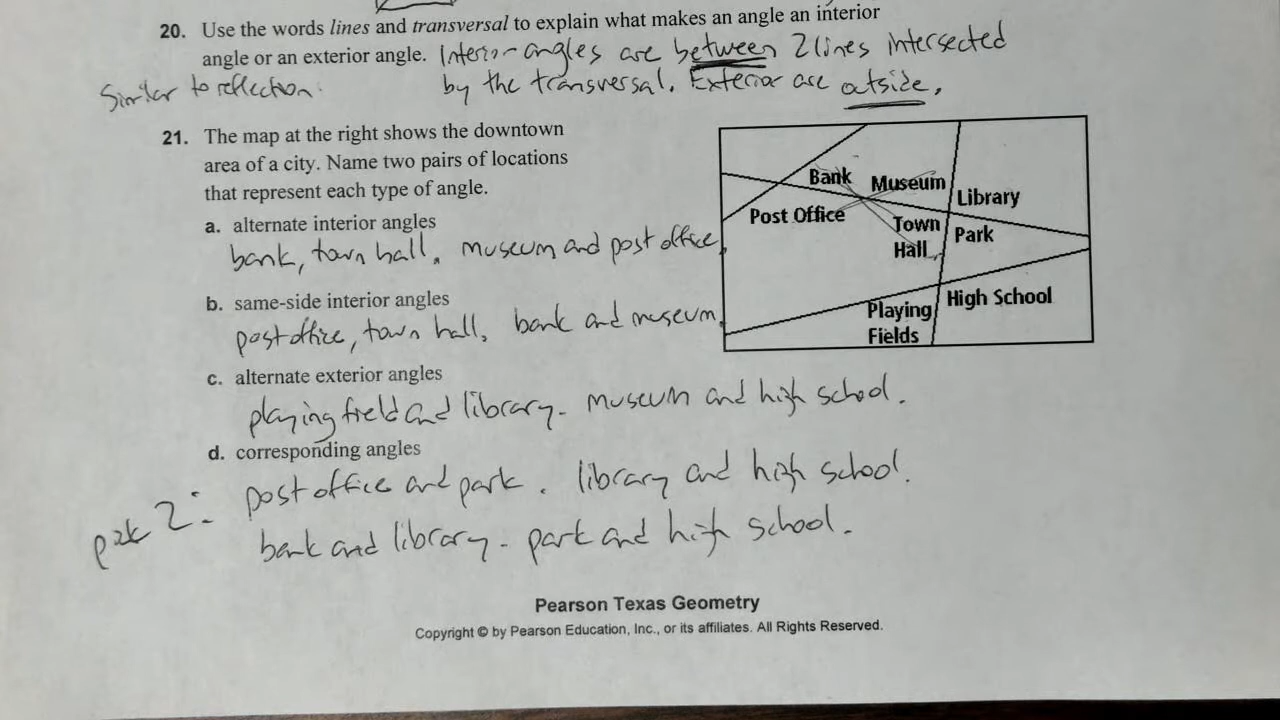 20. Use the words lines and transversal to explain what makes an angle an interior
angle or an exterior angle. Interior angles are between 2 lines intersected
Similar to reflection. by the transversal. Exterior are outside.
21. The map at the right shows the downtown
area of a city. Name two pairs of locations
that represent each type of angle.
a. alternate interior angles
bank, town hall. museum and post office.
b. same-side interior angles
post office, town hall. bank and museum.
c. alternate exterior angles
playing field and library. museum and high school.
d. corresponding angles
post office and park. library and high school.
pick 2: bank and library. park and high school.
Bank
Museum
Library
Post Office
Town
Hall
Park
High School
Playing
Fields
Pearson Texas Geometry
Copyright © by Pearson Education, Inc., or its affiliates. All Rights Reserved.